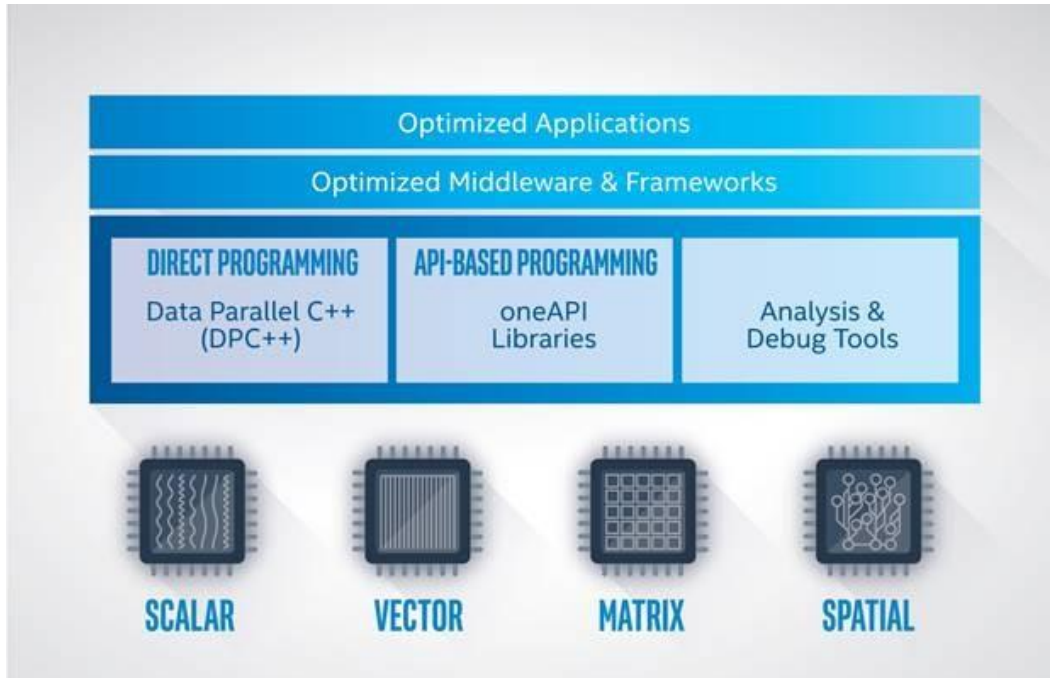 Optimized Applications
Optimized Middleware & Frameworks
DIRECT PROGRAMMING
Data Parallel C++
(DPC++)
API-BASED PROGRAMMING
oneAPI
Libraries
Analysis &
Debug Tools
SCALAR
VECTOR
MATRIX
SPATIAL